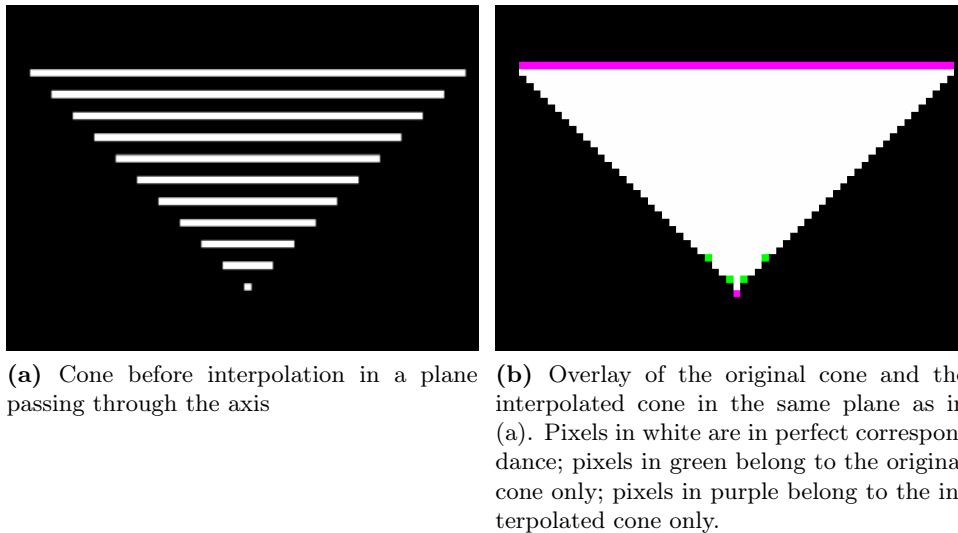 (a) Cone before interpolation in a plane
passing through the axis
(b) Overlay of the original cone and the
interpolated cone in the same plane as in
(a). Pixels in white are in perfect correspon-
dance; pixels in green belong to the original
cone only; pixels in purple belong to the in-
terpolated cone only.